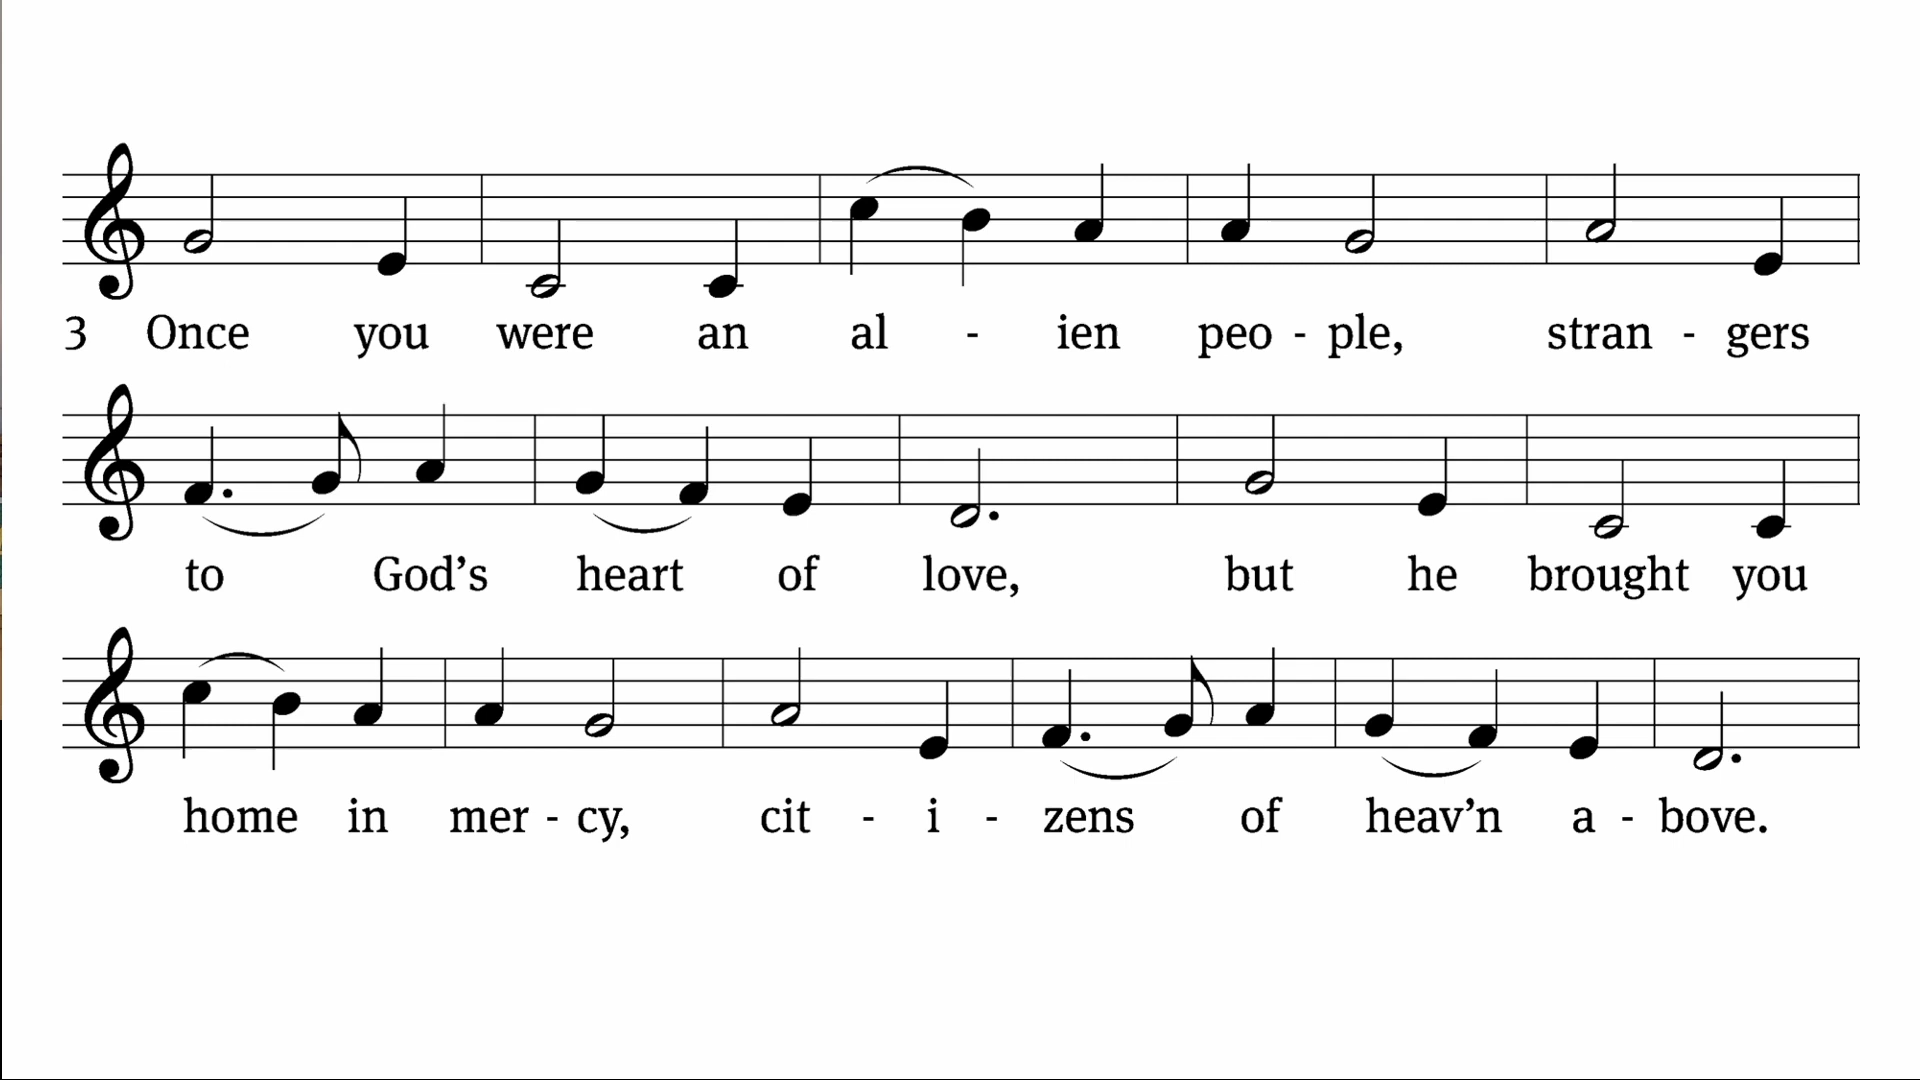 3 Once you were an al - ien peo - ple, stran - gers
to God’s heart of love, but he brought you
home in mer - cy, cit - i - zens of heav’n a - bove.